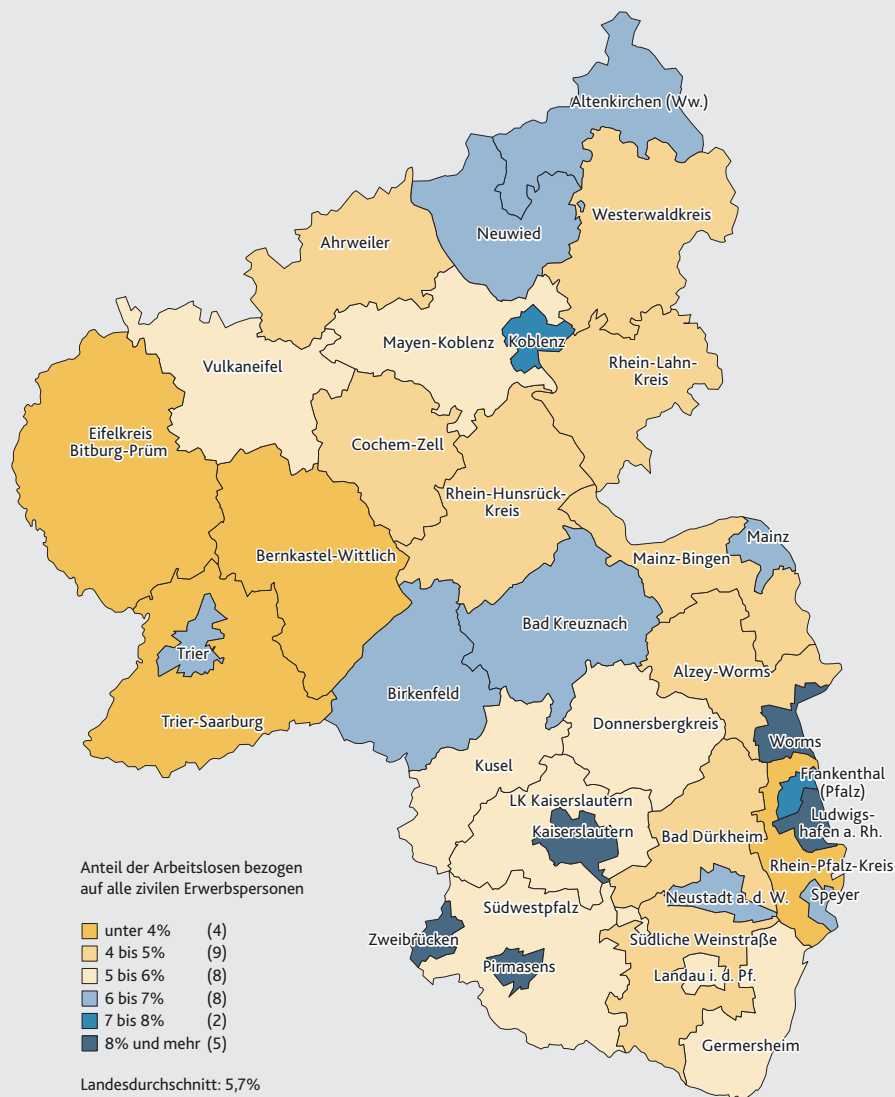 Altenkirchen (Ww.)
Westerwaldkreis
Neuwied
Ahrweiler
Mayen-Koblenz
Koblenz
Vulkaneifel
Rhein-Lahn-
Kreis
Eifelkreis
Bitburg-Prüm
Cochem-Zell
Rhein-Hunsrück-
Kreis
Mainz
Bernkastel-Wittlich
Mainz-Bingen
Bad Kreuznach
Trier
Alzey-Worms
Birkenfeld
Trier-Saarburg
Donnersbergkreis
Worms
Kusel
Frankenthal
(Pfalz)
LK Kaiserslautern
Ludwigs-
hafen a. Rh.
Kaiserslautern
Bad Dürkheim
Rhein-Pfalz-Kreis
Neustadt a. d. W.
Speyer
Südwestpfalz
Zweibrücken
Südliche Weinstraße
Pirmasens
Landau i. d. Pf.
Germersheim
Anteil der Arbeitslosen bezogen
auf alle zivilen Erwerbspersonen
unter 4% (4)
4 bis 5% (9)
5 bis 6% (8)
6 bis 7% (8)
7 bis 8% (2)
8% und mehr (5)
Landesdurchschnitt: 5,7%